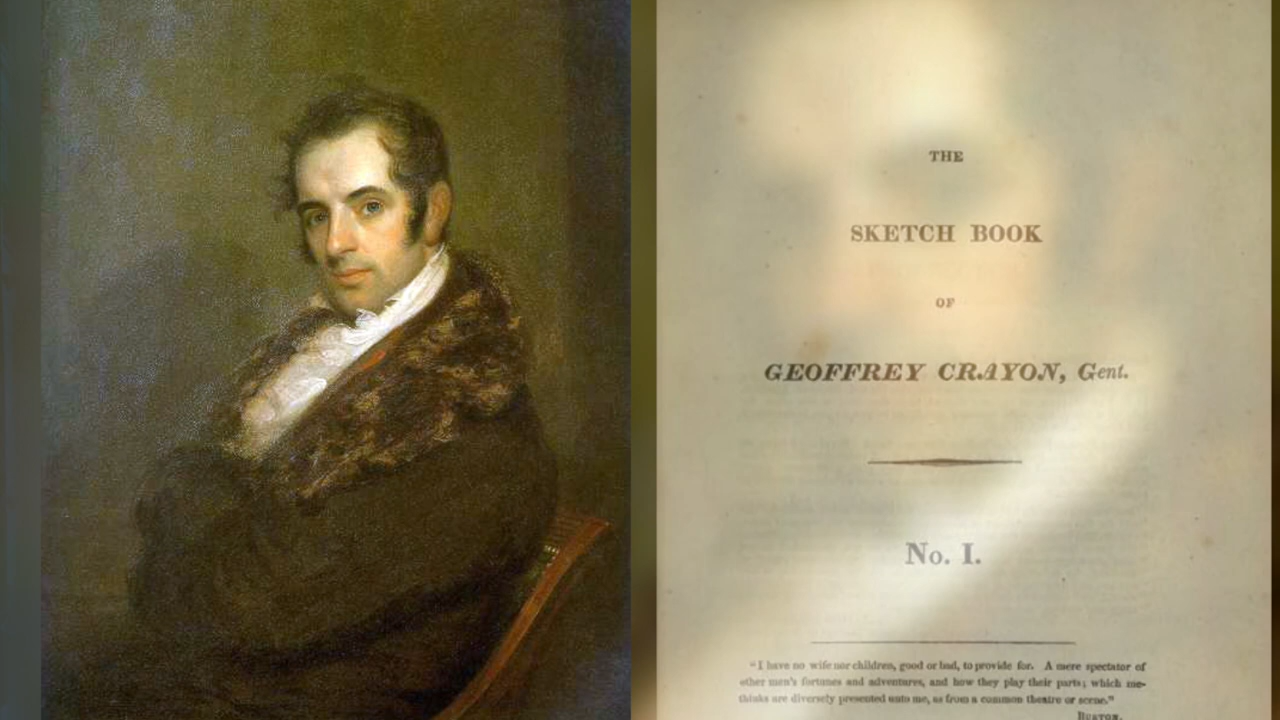 THE
SKETCH BOOK
OF
GEOFFREY CRAYON, Gent.
No. I.
"I have no wife nor children, good or bad, to provide for. A mere spectator of
other men's fortunes and adventures, and how they play their parts; which me-
thinks are diversely presented unto me, as from a common theatre or scene."
BURTON.